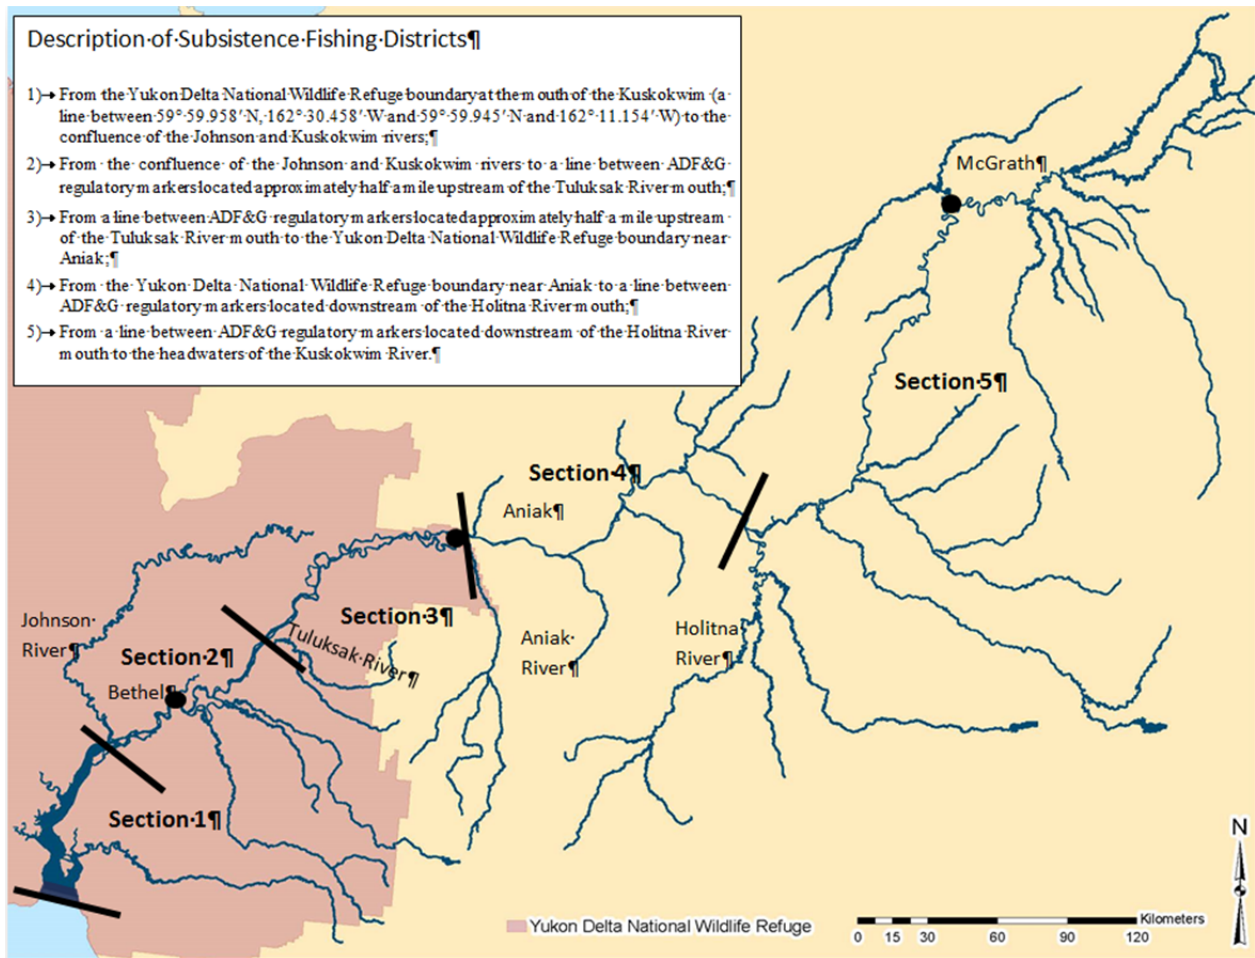 Description·of·Subsistence·Fishing·Districts¶
1)→ From·the·Yukon·Delta·National·Wildlife·Refuge·boundary·at·the·mouth·of·the·Kuskokwim·(a·
line·between·59°·59.958′·N,·162°·30.458′·W·and·59°·59.945′·N·and·162°·11.154′·W)·to·the·
confluence·of·the·Johnson·and·Kuskokwim·rivers;¶
2)→ From·the·confluence·of·the·Johnson·and·Kuskokwim·rivers·to·a·line·between·ADF&G·
regulatory·markers·located·approximately·half·a·mile·upstream·of·the·Tuluksak·River·mouth;¶
3)→ From·a·line·between·ADF&G·regulatory·markers·located·approximately·half·a·mile·upstream·
of·the·Tuluksak·River·mouth·to·the·Yukon·Delta·National·Wildlife·Refuge·boundary·near·
Aniak;¶
4)→ From·the·Yukon·Delta·National·Wildlife·Refuge·boundary·near·Aniak·to·a·line·between·
ADF&G·regulatory·markers·located·downstream·of·the·Holitna·River·mouth;¶
5)→ From·a·line·between·ADF&G·regulatory·markers·located·downstream·of·the·Holitna·River·
mouth·to·the·headwaters·of·the·Kuskokwim·River.¶
McGrath¶
Section·5¶
Section·4¶
Aniak¶
Section·3¶
Johnson·
River¶
Tuluksak·River¶
Aniak·
River¶
Holitna·
River¶
Section·2¶
Bethel¶
Section·1¶
N
Yukon Delta National Wildlife Refuge
Kilometers
0 15 30 60 90 120